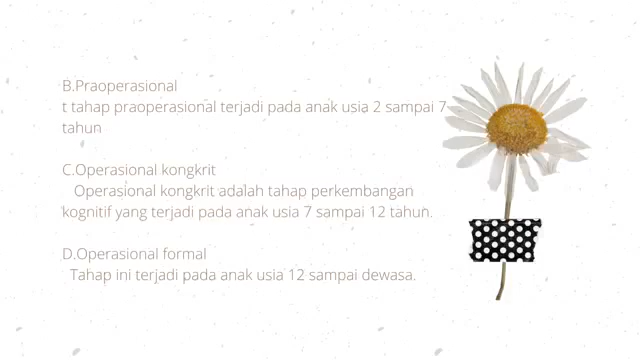 B.Praoperasional
t tahap praoperasional terjadi pada anak usia 2 sampai 7
tahun
C.Operasional kongkrit
Operasional kongkrit adalah tahap perkembangan
kognitif yang terjadi pada anak usia 7 sampai 12 tahun.
D.Operasional formal
Tahap ini terjadi pada anak usia 12 sampai dewasa.